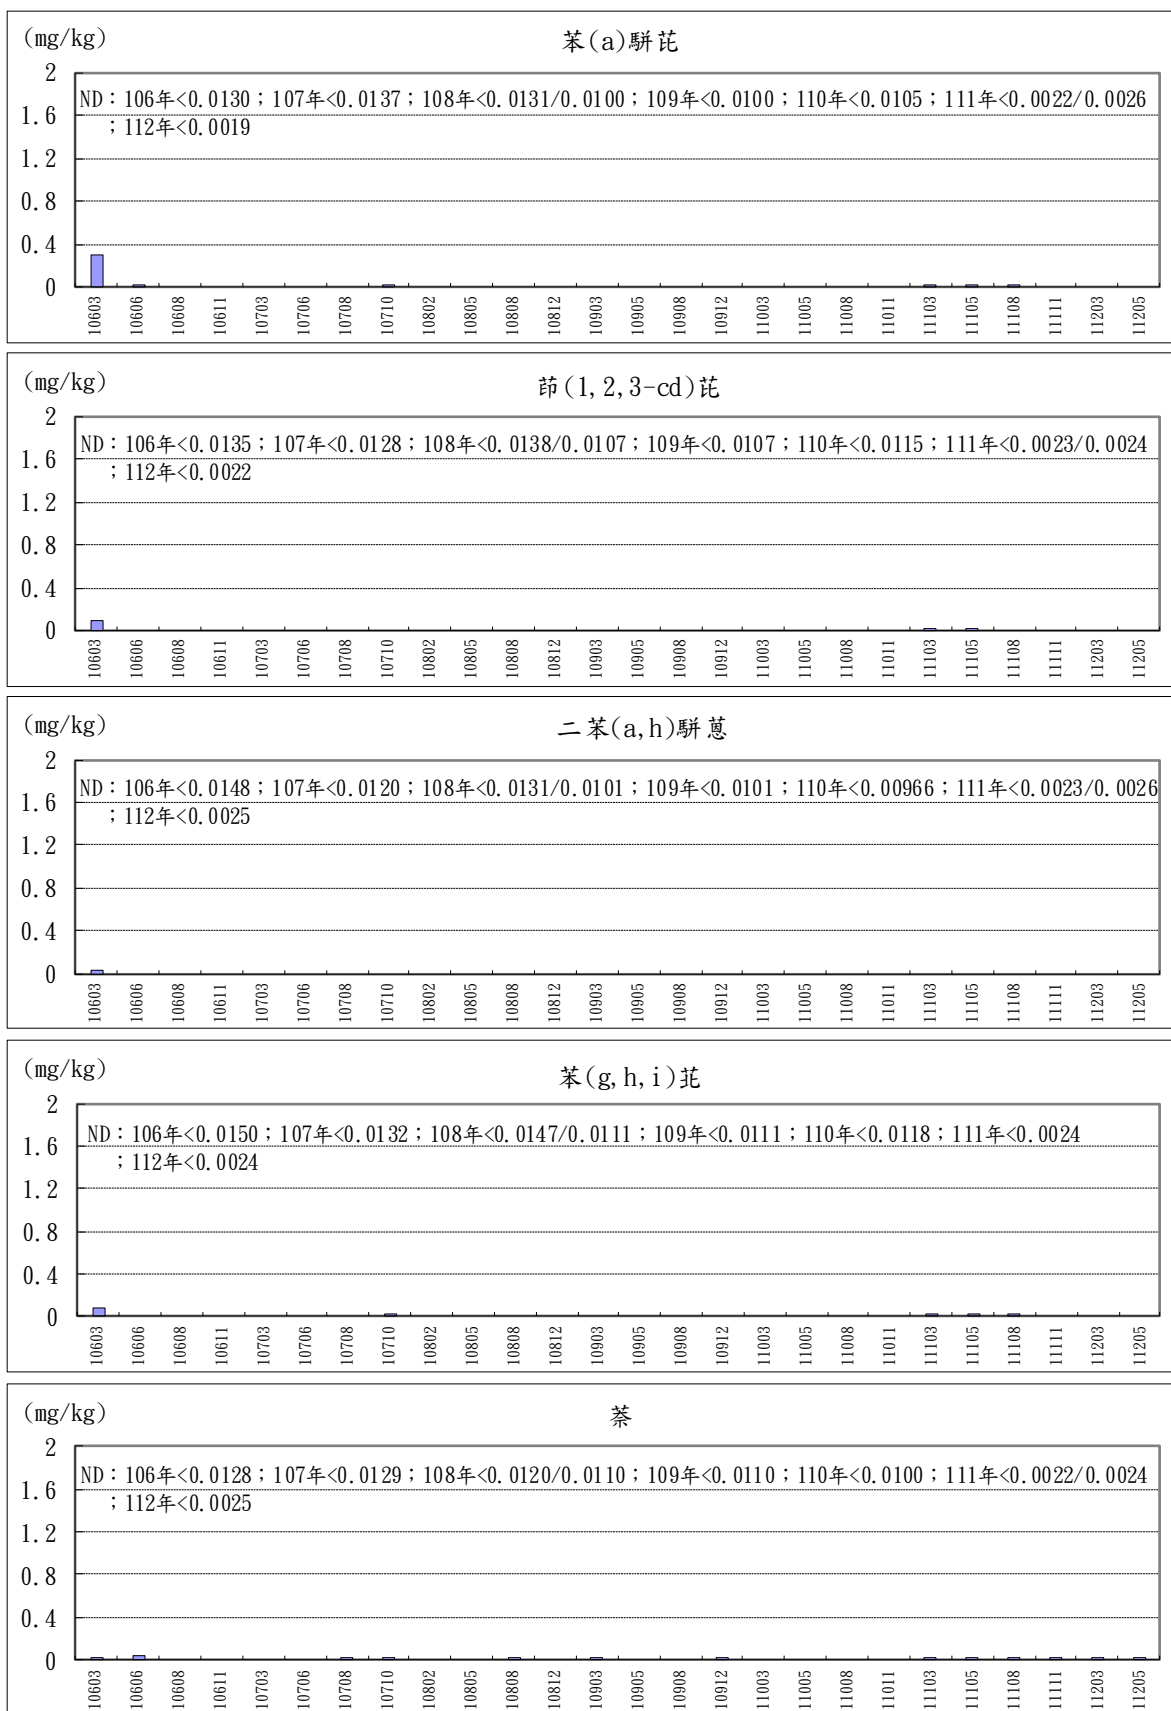 (mg/kg)
苯(a)駢芘
2
ND：106年<0.0130；107年<0.0137；108年<0.0131/0.0100；109年<0.0100；110年<0.0105；111年<0.0022/0.0026
；112年<0.0019
1.6
1.2
0.8
0.4
0
10603 10606 10608 10611 10703 10706 10708 10710 10802 10805 10808 10812 10903 10905 10908 10912 11003 11005 11008 11011 11103 11105 11108 11111 11203 11205
(mg/kg)
茚(1,2,3-cd)芘
2
ND：106年<0.0135；107年<0.0128；108年<0.0138/0.0107；109年<0.0107；110年<0.0115；111年<0.0023/0.0024
；112年<0.0022
1.6
1.2
0.8
0.4
0
10603 10606 10608 10611 10703 10706 10708 10710 10802 10805 10808 10812 10903 10905 10908 10912 11003 11005 11008 11011 11103 11105 11108 11111 11203 11205
(mg/kg)
二苯(a,h)駢蒽
2
ND：106年<0.0148；107年<0.0120；108年<0.0131/0.0101；109年<0.0101；110年<0.00966；111年<0.0023/0.0026
；112年<0.0025
1.6
1.2
0.8
0.4
0
10603 10606 10608 10611 10703 10706 10708 10710 10802 10805 10808 10812 10903 10905 10908 10912 11003 11005 11008 11011 11103 11105 11108 11111 11203 11205
(mg/kg)
苯(g,h,i)苝
2
ND：106年<0.0150；107年<0.0132；108年<0.0147/0.0111；109年<0.0111；110年<0.0118；111年<0.0024
；112年<0.0024
1.6
1.2
0.8
0.4
0
10603 10606 10608 10611 10703 10706 10708 10710 10802 10805 10808 10812 10903 10905 10908 10912 11003 11005 11008 11011 11103 11105 11108 11111 11203 11205
(mg/kg)
萘
2
ND：106年<0.0128；107年<0.0129；108年<0.0120/0.0110；109年<0.0110；110年<0.0100；111年<0.0022/0.0024
；112年<0.0025
1.6
1.2
0.8
0.4
0
10603 10606 10608 10611 10703 10706 10708 10710 10802 10805 10808 10812 10903 10905 10908 10912 11003 11005 11008 11011 11103 11105 11108 11111 11203 11205